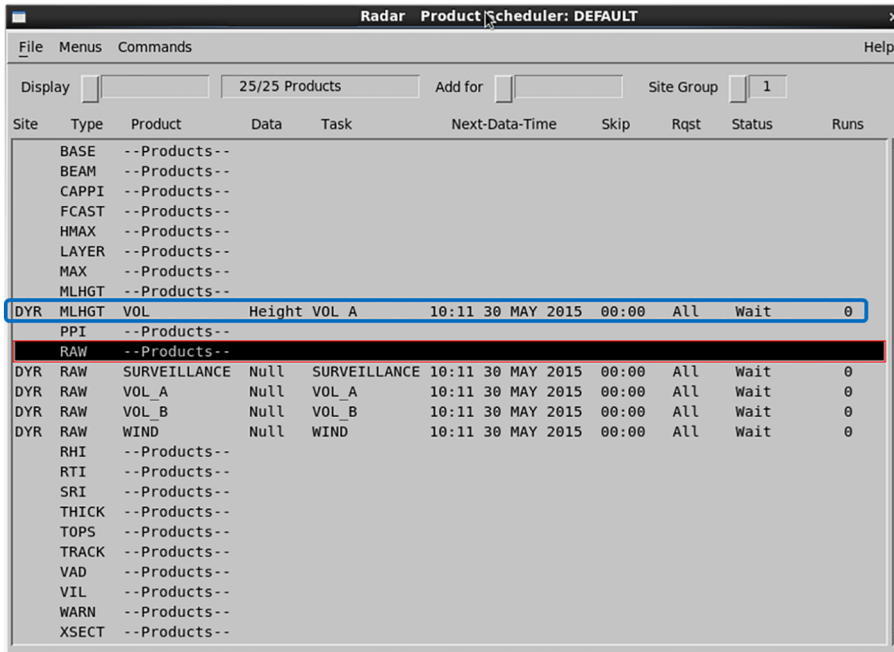 Radar Product Scheduler: DEFAULT
File Menus Commands Help
Display 25/25 Products Add for Site Group 1
Site Type Product Data Task Next-Data-Time Skip Rqst Status Runs
BASE --Products--
BEAM --Products--
CAPPI --Products--
FCAST --Products--
HMAX --Products--
LAYER --Products--
MAX --Products--
MLHGT --Products--
DYR MLHGT VOL Height VOL A 10:11 30 MAY 2015 00:00 All Wait 0
PPI --Products--
RAW --Products--
DYR RAW SURVEILLANCE Null SURVEILLANCE 10:11 30 MAY 2015 00:00 All Wait 0
DYR RAW VOL_A Null VOL_A 10:11 30 MAY 2015 00:00 All Wait 0
DYR RAW VOL_B Null VOL_B 10:11 30 MAY 2015 00:00 All Wait 0
DYR RAW WIND Null WIND 10:11 30 MAY 2015 00:00 All Wait 0
RHI --Products--
RTI --Products--
SRI --Products--
THICK --Products--
TOPS --Products--
TRACK --Products--
VAD --Products--
VIL --Products--
WARN --Products--
XSECT --Products--